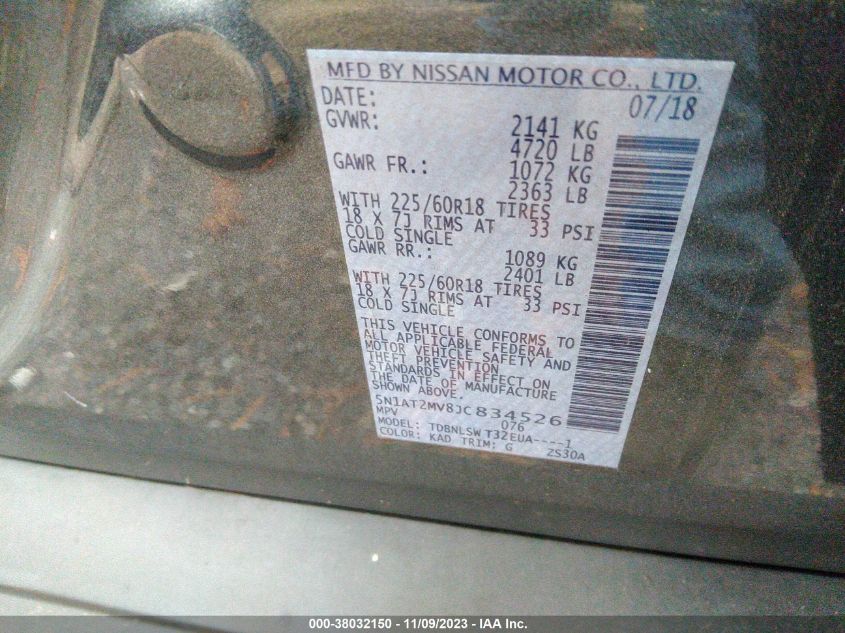 MFD BY NISSAN MOTOR CO., LTD.
DATE: 07/18
GVWR: 2141 KG
4720 LB
GAWR FR.: 1072 KG
2363 LB
WITH 225/60R18 TIRES
18 X 7J RIMS AT 33 PSI
COLD SINGLE
GAWR RR.: 1089 KG
2401 LB
WITH 225/60R18 TIRES
18 X 7J RIMS AT 33 PSI
COLD SINGLE
THIS VEHICLE CONFORMS TO
ALL APPLICABLE FEDERAL
MOTOR VEHICLE SAFETY AND
THEFT PREVENTION
STANDARDS IN EFFECT ON
THE DATE OF MANUFACTURE
SHOWN ABOVE.
5N1AT2MV8JC834526
MPV 076
MODEL: TDBNLSW T32EUA----1
COLOR: KAD TRIM: G ZS30A
000-38032150 - 11/09/2023 - IAA Inc.